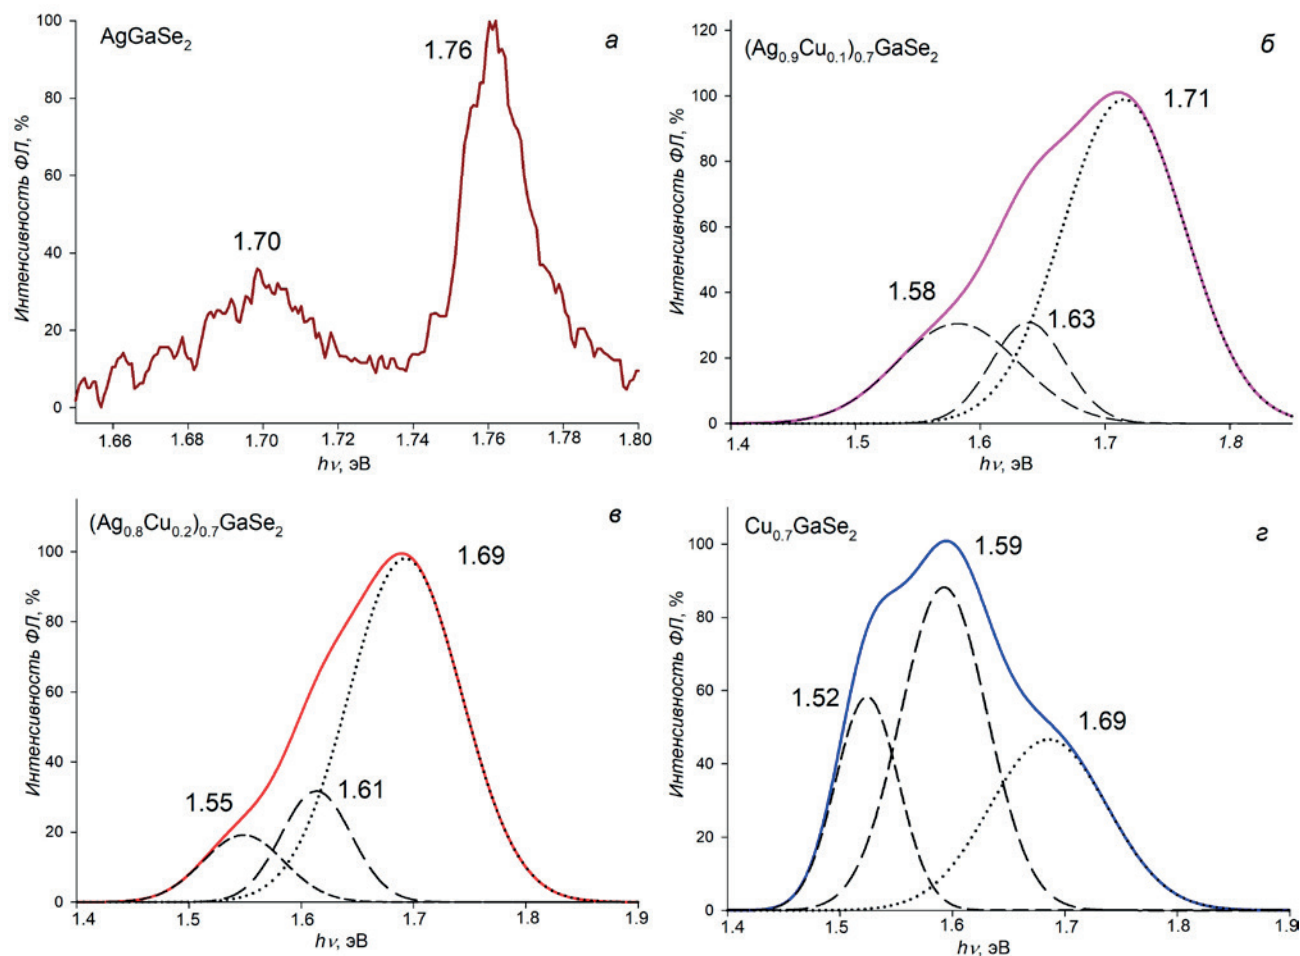 AgGaSe₂
а
1.76
1.70
Интенсивность ФЛ, %
100
80
60
40
20
0
1.66 1.68 1.70 1.72 1.74 1.76 1.78 1.80
hν, эВ
(Ag₀.₉Cu₀.₁)₀.₇GaSe₂
б
1.71
1.58
1.63
Интенсивность ФЛ, %
120
100
80
60
40
20
0
1.4 1.5 1.6 1.7 1.8
hν, эВ
(Ag₀.₈Cu₀.₂)₀.₇GaSe₂
в
1.69
1.55
1.61
Интенсивность ФЛ, %
100
80
60
40
20
0
1.4 1.5 1.6 1.7 1.8 1.9
hν, эВ
Cu₀.₇GaSe₂
г
1.59
1.52
1.69
Интенсивность ФЛ, %
100
80
60
40
20
0
1.4 1.5 1.6 1.7 1.8 1.9
hν, эВ